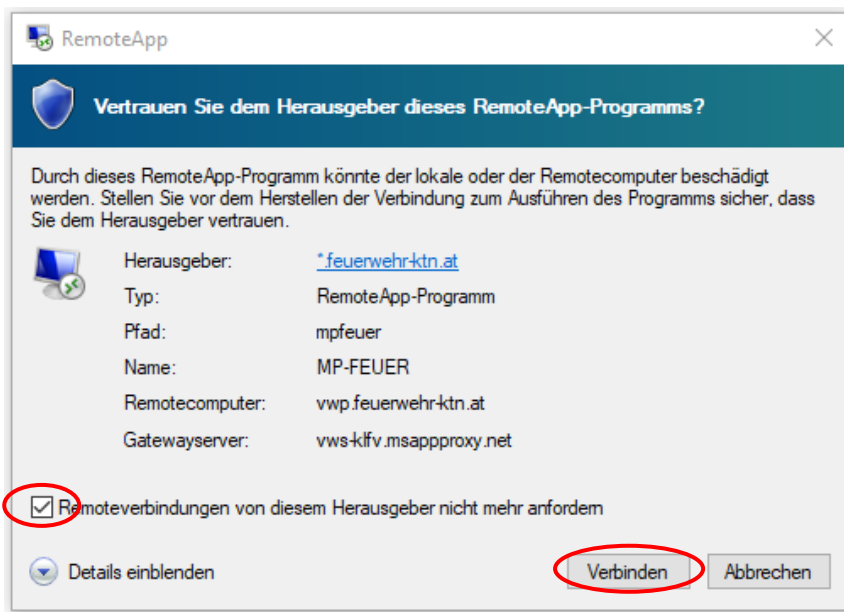 RemoteApp
Vertrauen Sie dem Herausgeber dieses RemoteApp-Programms?
Durch dieses RemoteApp-Programm könnte der lokale oder der Remotecomputer beschädigt
werden. Stellen Sie vor dem Herstellen der Verbindung zum Ausführen des Programms sicher, dass
Sie dem Herausgeber vertrauen.
Herausgeber: *.feuerwehr-ktn.at
Typ: RemoteApp-Programm
Pfad: mpfeuer
Name: MP-FEUER
Remotecomputer: vwp.feuerwehr-ktn.at
Gatewayserver: vws-klfv.msappproxy.net
Remoteverbindungen von diesem Herausgeber nicht mehr anfordern
Details einblenden Verbinden Abbrechen